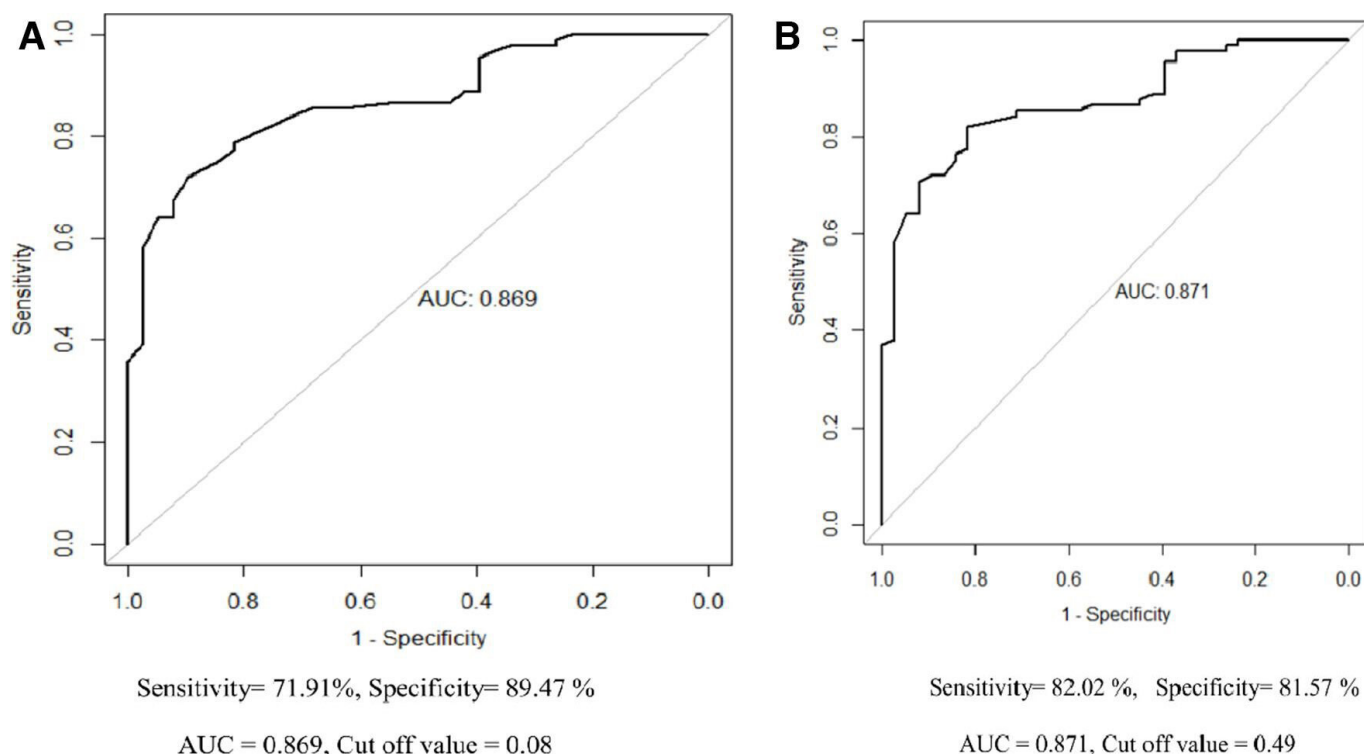 A
1.0
0.8
0.6
0.4
0.2
0.0
Sensitivity
AUC: 0.869
1.0 0.8 0.6 0.4 0.2 0.0
1 - Specificity
Sensitivity= 71.91%, Specificity= 89.47 %
AUC = 0.869, Cut off value = 0.08
B
1.0
0.8
0.6
0.4
0.2
0.0
Sensitivity
AUC: 0.871
1.0 0.8 0.6 0.4 0.2 0.0
1 - Specificity
Sensitivity= 82.02 %, Specificity= 81.57 %
AUC = 0.871, Cut off value = 0.49